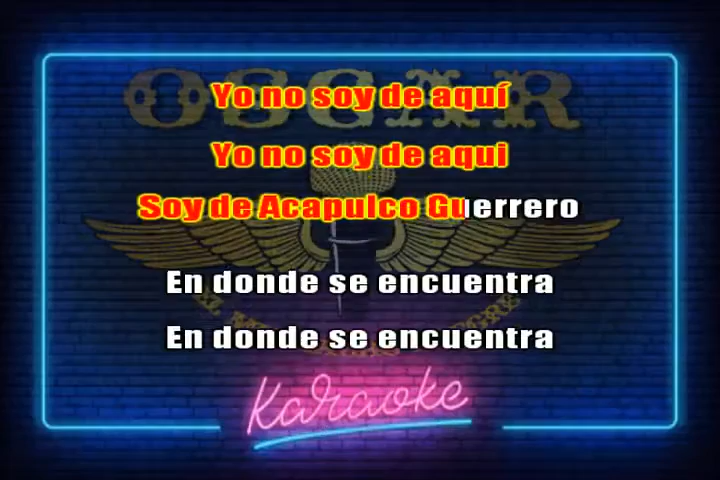 OSCAR
Yo no soy de aquí
Yo no soy de aqui
Soy de Acapulco Guerrero
En donde se encuentra
En donde se encuentra
Karaoke